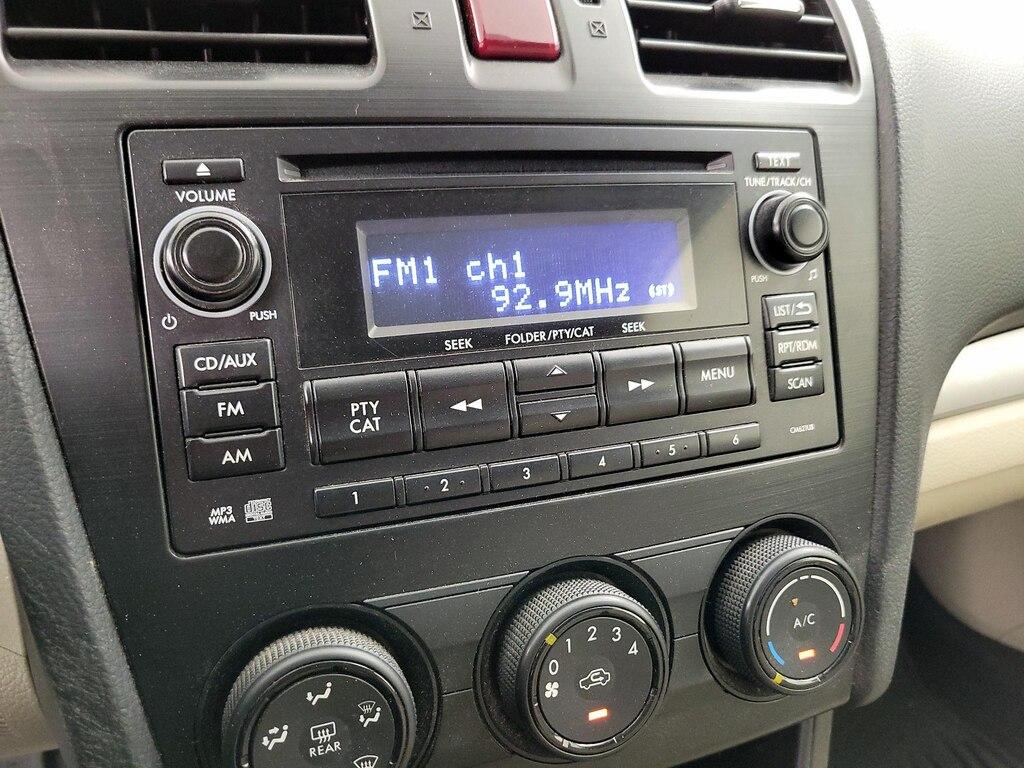 TEXT
VOLUME
TUNE/TRACK/CH
PUSH
PUSH
FM1 ch1
92.9MHz (ST)
SEEK
FOLDER/PTY/CAT
SEEK
CD/AUX
FM
AM
PTY
CAT
MENU
LIST/
RPT/RDM
SCAN
1
2
3
4
5
6
MP3
WMA
disc
TEXT
REAR
0
1
2
3
4
A/C